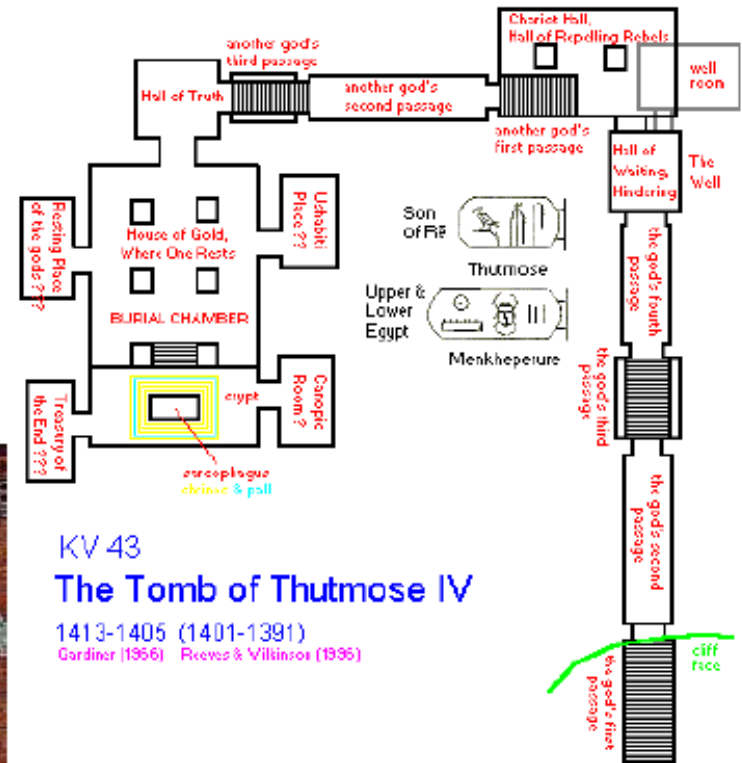 Chariot Hall,
Hall of Repelling Rebels
another god's
third passage
well
room
Hall of Truth
another god's
second passage
another god's
first passage
Hall of
Waiting,
Hindering
The
Well
Resting Place
of the gods ???
House of Gold,
Where One Rests
BURIAL CHAMBER
Ushabiti
Place ??
Son
of Rê
Thutmose
Upper &
Lower
Egypt
Menkheperure
the god's fourth
passage
the god's third
passage
Treasury of
the End ???
crypt
Canopic
Room ?
sarcophagus
shrines & pall
the god's second
passage
KV 43
The Tomb of Thutmose IV
1413-1405 (1401-1391)
Gardiner (1966) Reeves & Wilkinson (1996)
cliff
face
the god's first
passage